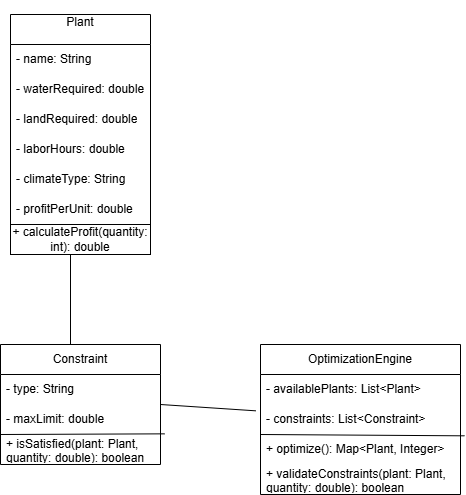 Plant
- name: String
- waterRequired: double
- landRequired: double
- laborHours: double
- climateType: String
- profitPerUnit: double
+ calculateProfit(quantity:
int): double
Constraint
- type: String
- maxLimit: double
+ isSatisfied(plant: Plant,
quantity: double): boolean
OptimizationEngine
- availablePlants: List<Plant>
- constraints: List<Constraint>
+ optimize(): Map<Plant, Integer>
+ validateConstraints(plant: Plant,
quantity: double): boolean